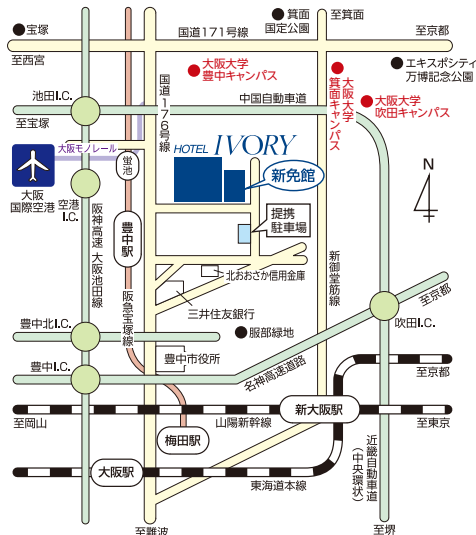 宝塚
箕面
国定公園
至箕面
国道171号線
至京都
至西宮
エキスポシティ
万博記念公園
大阪大学
豊中キャンパス
大阪大学
箕面キャンパス
大阪大学
吹田キャンパス
国道176号線
池田I.C.
中国自動車道
至宝塚
大阪モノレール
蛍池
HOTEL IVORY
新免館
N
大阪
国際空港
空港
I.C.
阪神高速 大阪池田線
豊中駅
提携
駐車場
北おおさか信用金庫
新御堂筋線
阪急宝塚線
三井住友銀行
至京都
吹田I.C.
豊中北I.C.
服部緑地
豊中I.C.
豊中市役所
名神高速道路
至京都
新大阪駅
至岡山
山陽新幹線
至東京
梅田駅
大阪駅
東海道本線
近畿自動車道
(中央環状)
至難波
至堺